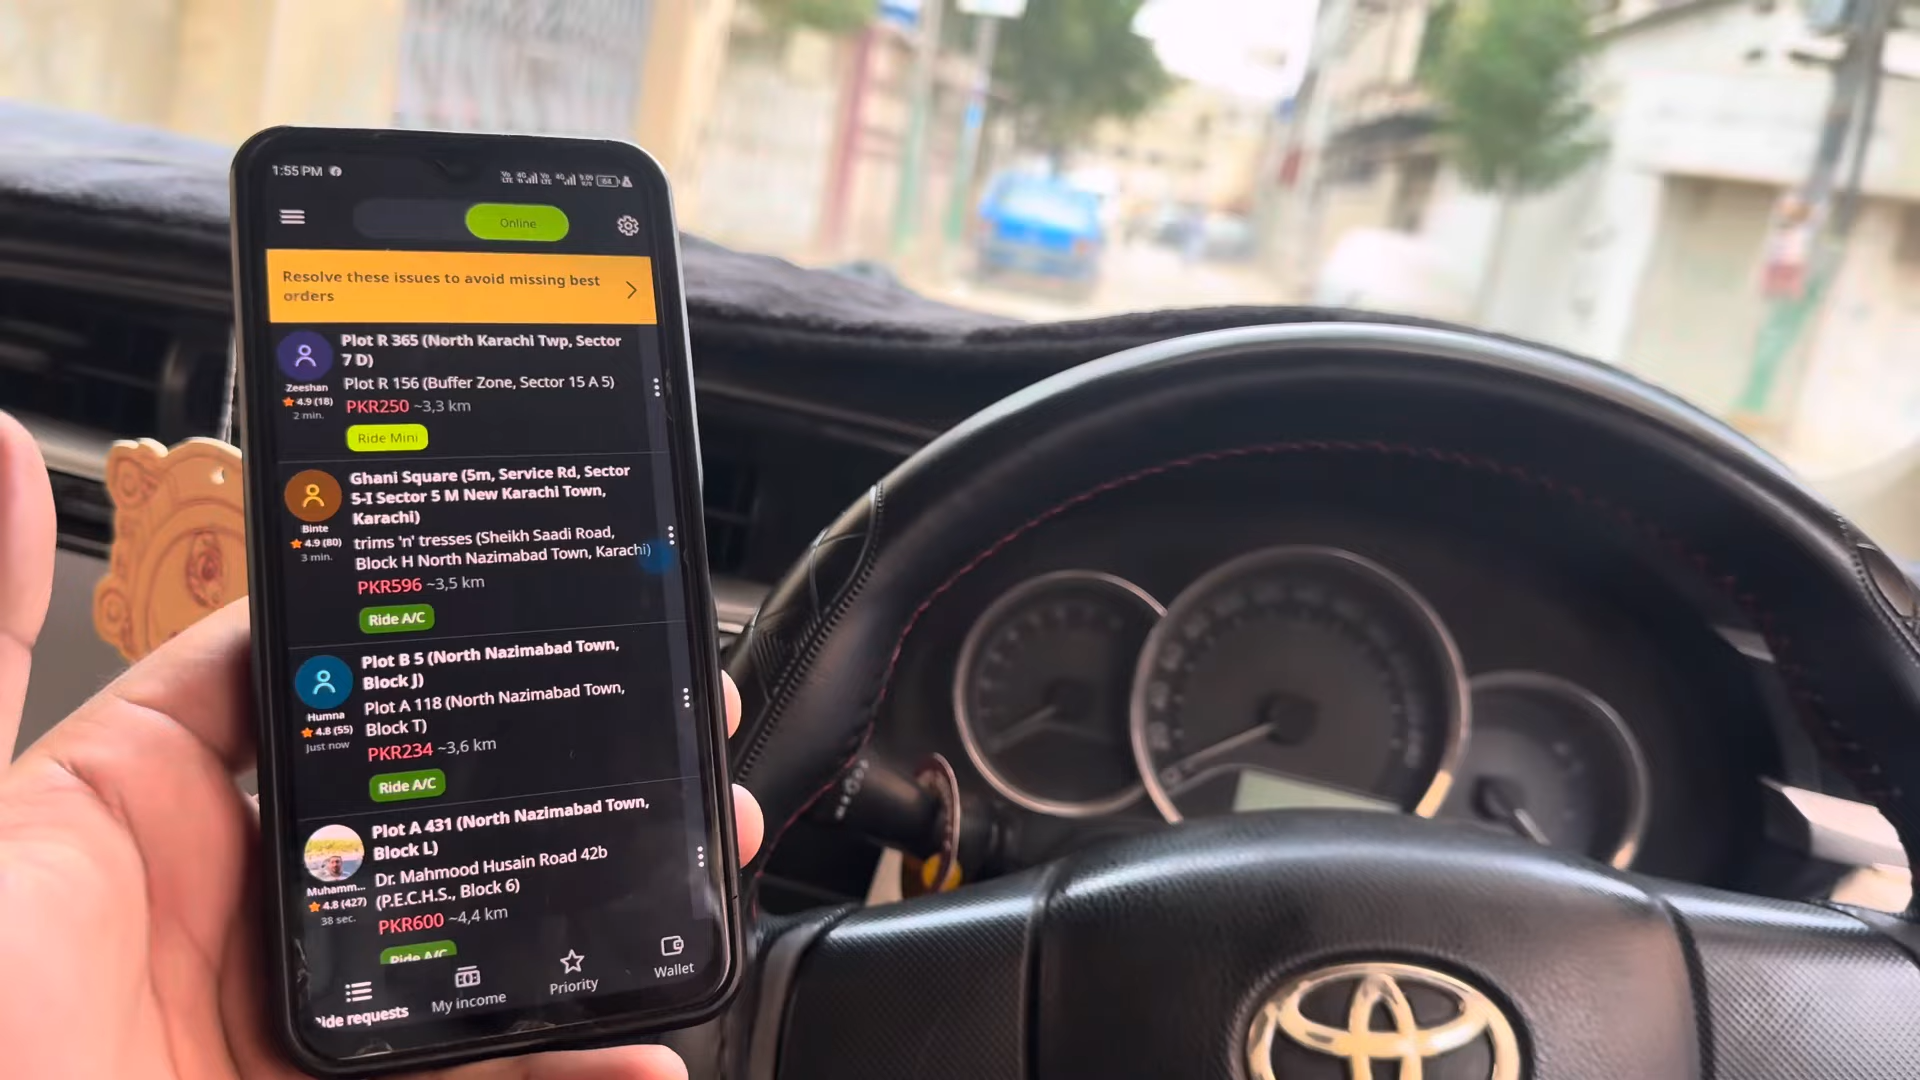 1:55 PM
Online
Resolve these issues to avoid missing best
orders
Plot R 365 (North Karachi Twp, Sector
7 D)
Plot R 156 (Buffer Zone, Sector 15 A 5)
PKR250 ~3,3 km
Ride Mini
Zeeshan
4.9 (18)
2 min.
Ghani Square (5m, Service Rd, Sector
5-I Sector 5 M New Karachi Town,
Karachi)
trims 'n' tresses (Sheikh Saadi Road,
Block H North Nazimabad Town, Karachi)
PKR596 ~3,5 km
Ride A/C
Binte
4.9 (80)
3 min.
Plot B 5 (North Nazimabad Town,
Block J)
Plot A 118 (North Nazimabad Town,
Block T)
PKR234 ~3,6 km
Ride A/C
Humna
4.8 (55)
Just now
Plot A 431 (North Nazimabad Town,
Block L)
Dr. Mahmood Husain Road 42b
(P.E.C.H.S., Block 6)
PKR600 ~4,4 km
Ride A/C
Muhamm...
4.8 (427)
38 sec.
ide requests
My income
Priority
Wallet